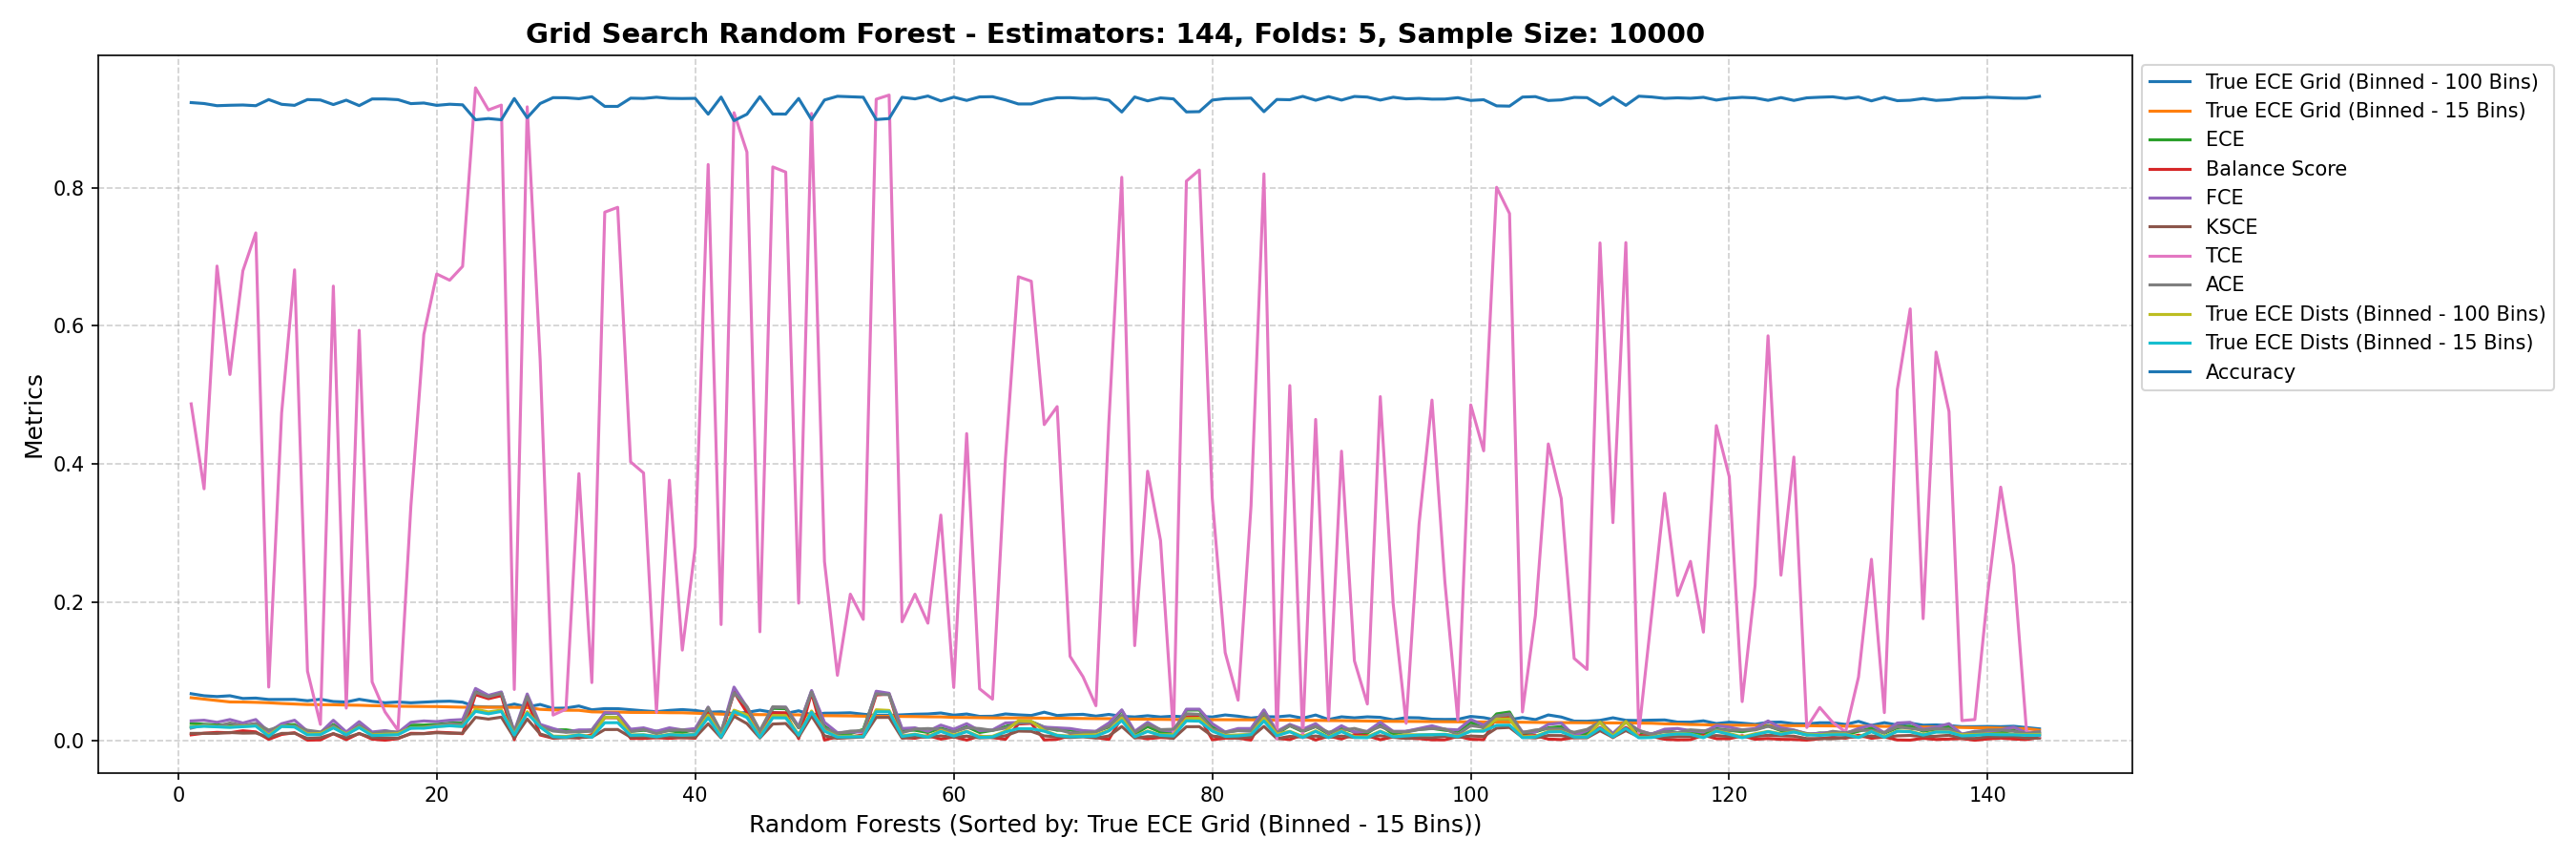 Grid Search Random Forest - Estimators: 144, Folds: 5, Sample Size: 10000
Metrics
0.8
0.6
0.4
0.2
0.0
0
20
40
60
80
100
120
140
Random Forests (Sorted by: True ECE Grid (Binned - 15 Bins))
True ECE Grid (Binned - 100 Bins)
True ECE Grid (Binned - 15 Bins)
ECE
Balance Score
FCE
KSCE
TCE
ACE
True ECE Dists (Binned - 100 Bins)
True ECE Dists (Binned - 15 Bins)
Accuracy